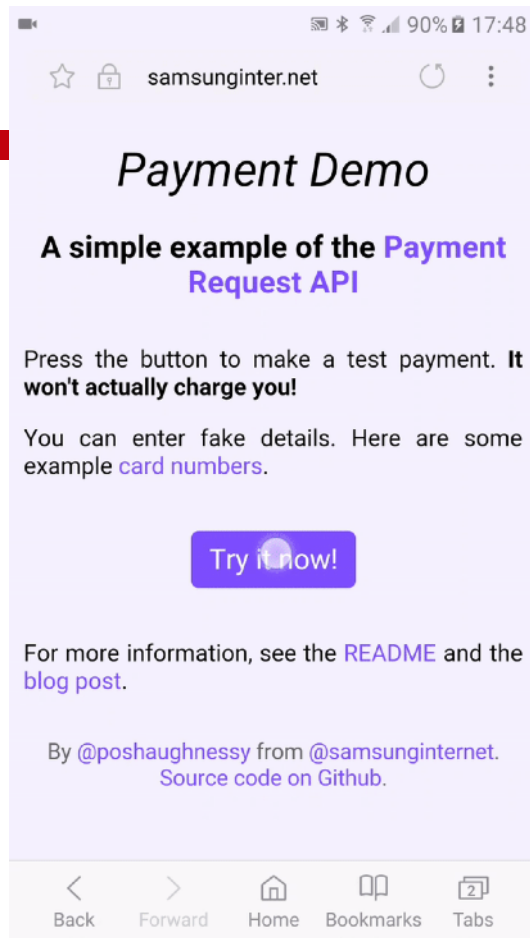 90% 17:48
samsunginter.net
Payment Demo
A simple example of the Payment
Request API
Press the button to make a test payment. It
won't actually charge you!
You can enter fake details. Here are some
example card numbers.
Try it now!
For more information, see the README and the
blog post.
By @poshaughnessy from @samsunginternet.
Source code on Github.
2
Back Forward Home Bookmarks Tabs